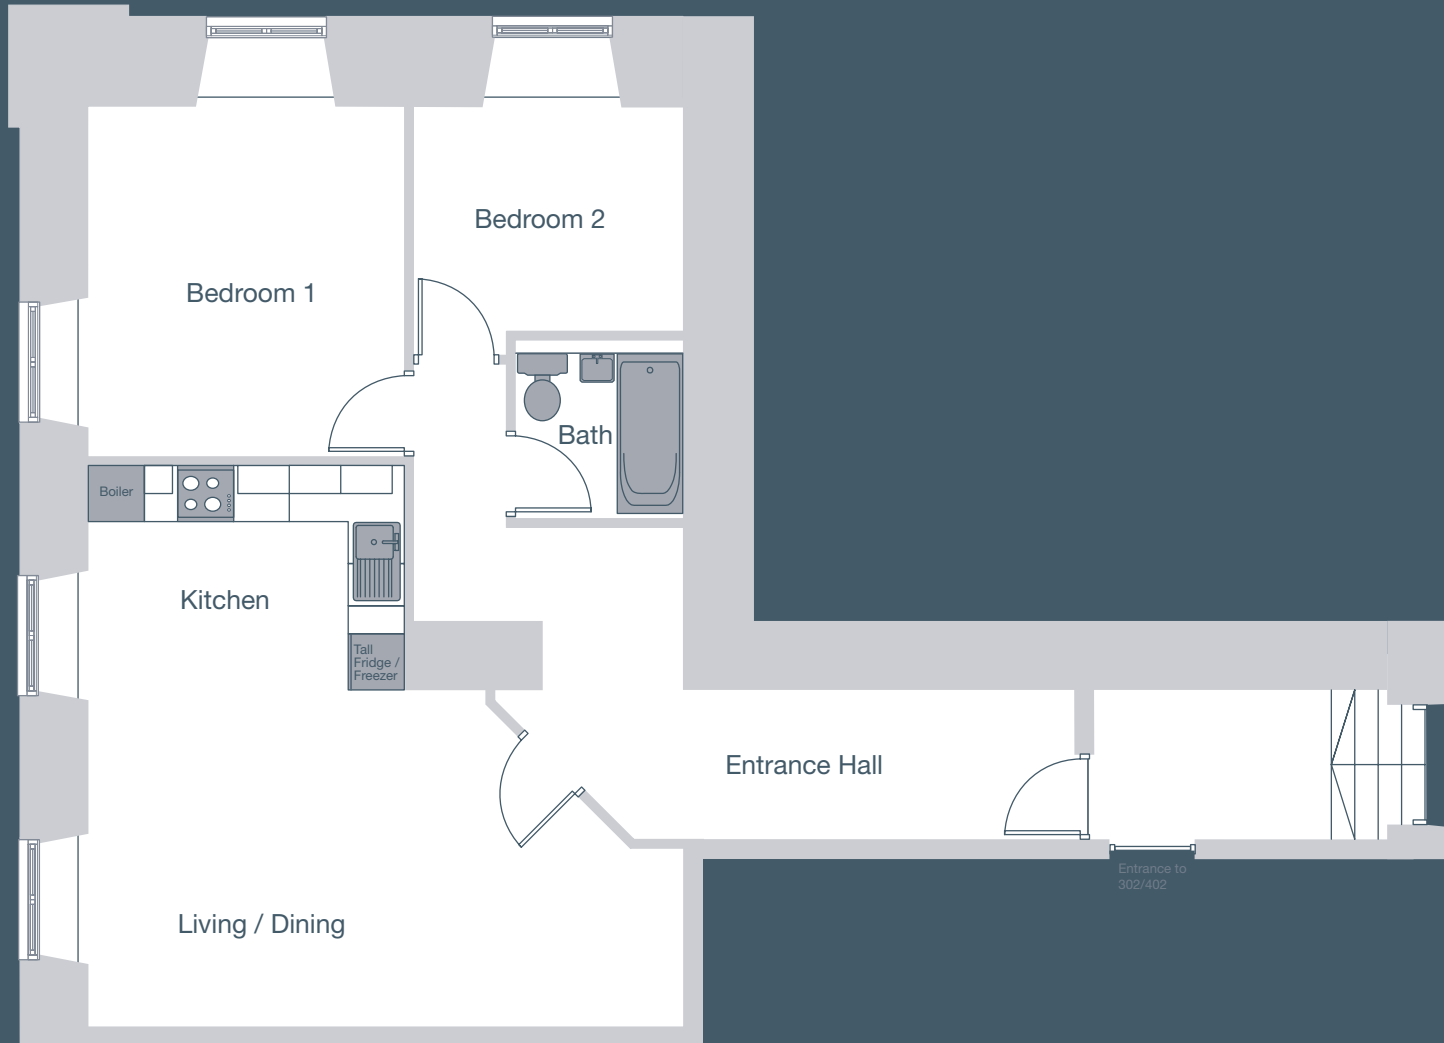 Bedroom 2
Bedroom 1
Bath
Boiler
Kitchen
Tall
Fridge /
Freezer
Entrance Hall
Entrance to
302/402
Living / Dining